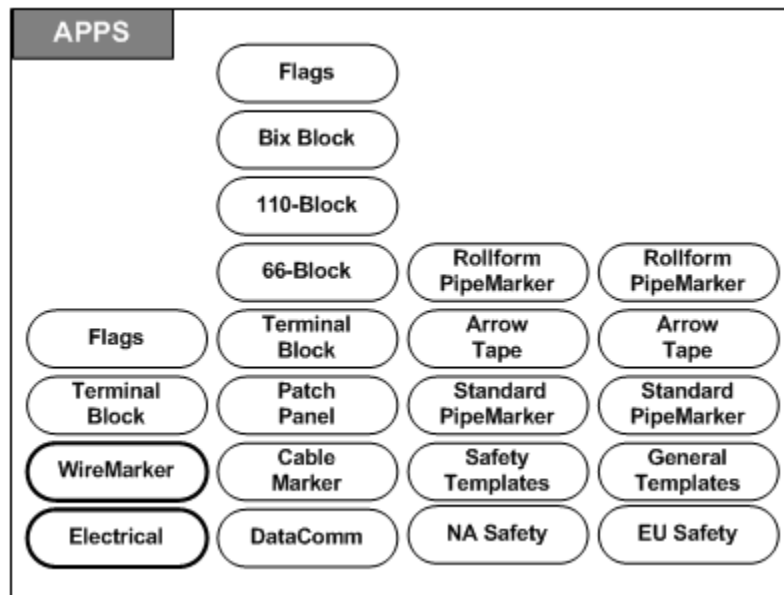 APPS
Flags
Bix Block
110-Block
66-Block
Rollform
PipeMarker
Rollform
PipeMarker
Flags
Terminal
Block
Arrow
Tape
Arrow
Tape
Terminal
Block
Patch
Panel
Standard
PipeMarker
Standard
PipeMarker
WireMarker
Cable
Marker
Safety
Templates
General
Templates
Electrical
DataComm
NA Safety
EU Safety